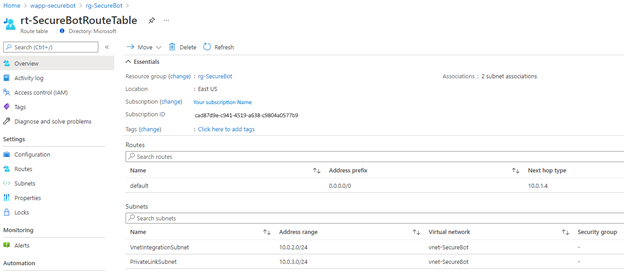 Home > wapp-securebot > rg-SecureBot >
rt-SecureBotRouteTable
Route table Directory: Microsoft
Search (Ctrl+/)
Move Delete Refresh
Overview
Activity log
Access control (IAM)
Tags
Diagnose and solve problems
Settings
Configuration
Routes
Subnets
Properties
Locks
Monitoring
Alerts
Automation
Essentials
Resource group (change) : rg-SecureBot
Associations : 2 subnet associations
Location : East US
Subscription (change) Your subscription Name
Subscription ID cad87d9e-c941-4519-a638-c9804a0577b9
Tags (change) : Click here to add tags
Routes
Search routes
Name Address prefix Next hop type
default 0.0.0.0/0 10.0.1.4
Subnets
Search subnets
Name Address range Virtual network Security group
VnetIntegrationSubnet 10.0.2.0/24 vnet-SecureBot -
PrivateLinkSubnet 10.0.3.0/24 vnet-SecureBot -